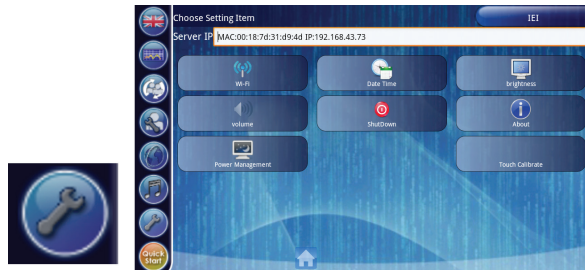 Choose Setting Item
IEI
Server IP MAC:00:18:7d:31:d9:4d IP:192.168.43.73
Wi-Fi
Date Time
brightness
volume
ShutDown
About
Power Management
Touch Calibrate
Quick
Start